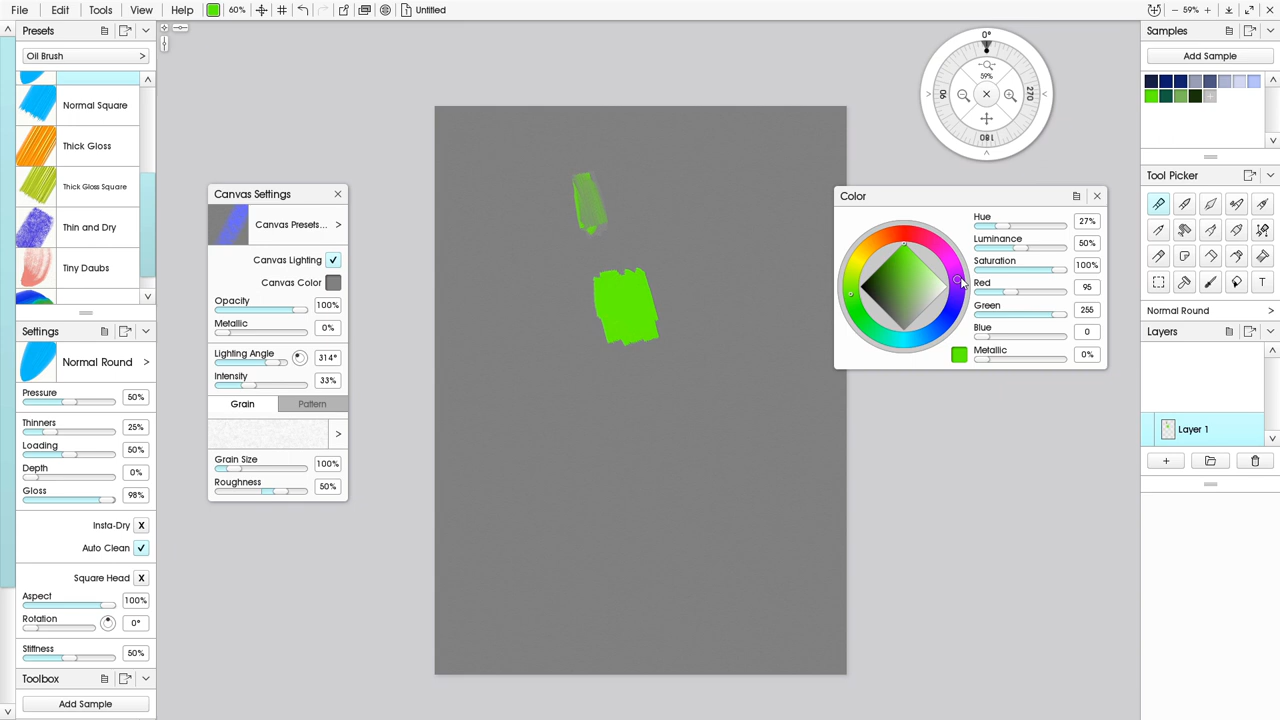 File Edit Tools View Help 60% Untitled 59%
Presets
Oil Brush >
Normal Square
Thick Gloss
Thick Gloss Square
Thin and Dry
Tiny Daubs
Settings
Normal Round >
Pressure 50%
Thinners 25%
Loading 50%
Depth 0%
Gloss 98%
Insta-Dry X
Auto Clean
Square Head X
Aspect 100%
Rotation 0°
Stiffness 50%
Toolbox
Add Sample
Canvas Settings
Canvas Presets... >
Canvas Lighting
Canvas Color
Opacity 100%
Metallic 0%
Lighting Angle 314°
Intensity 33%
Grain Pattern
Grain Size 100%
Roughness 50%
0°
59%
90
270
180
Color
Hue 27%
Luminance 50%
Saturation 100%
Red 95
Green 255
Blue 0
Metallic 0%
Samples
Add Sample
Tool Picker
T
Normal Round >
Layers
Layer 1